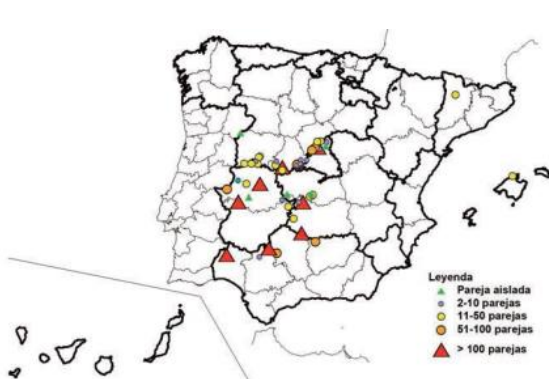 Leyenda
Pareja aislada
2-10 parejas
11-50 parejas
51-100 parejas
> 100 parejas